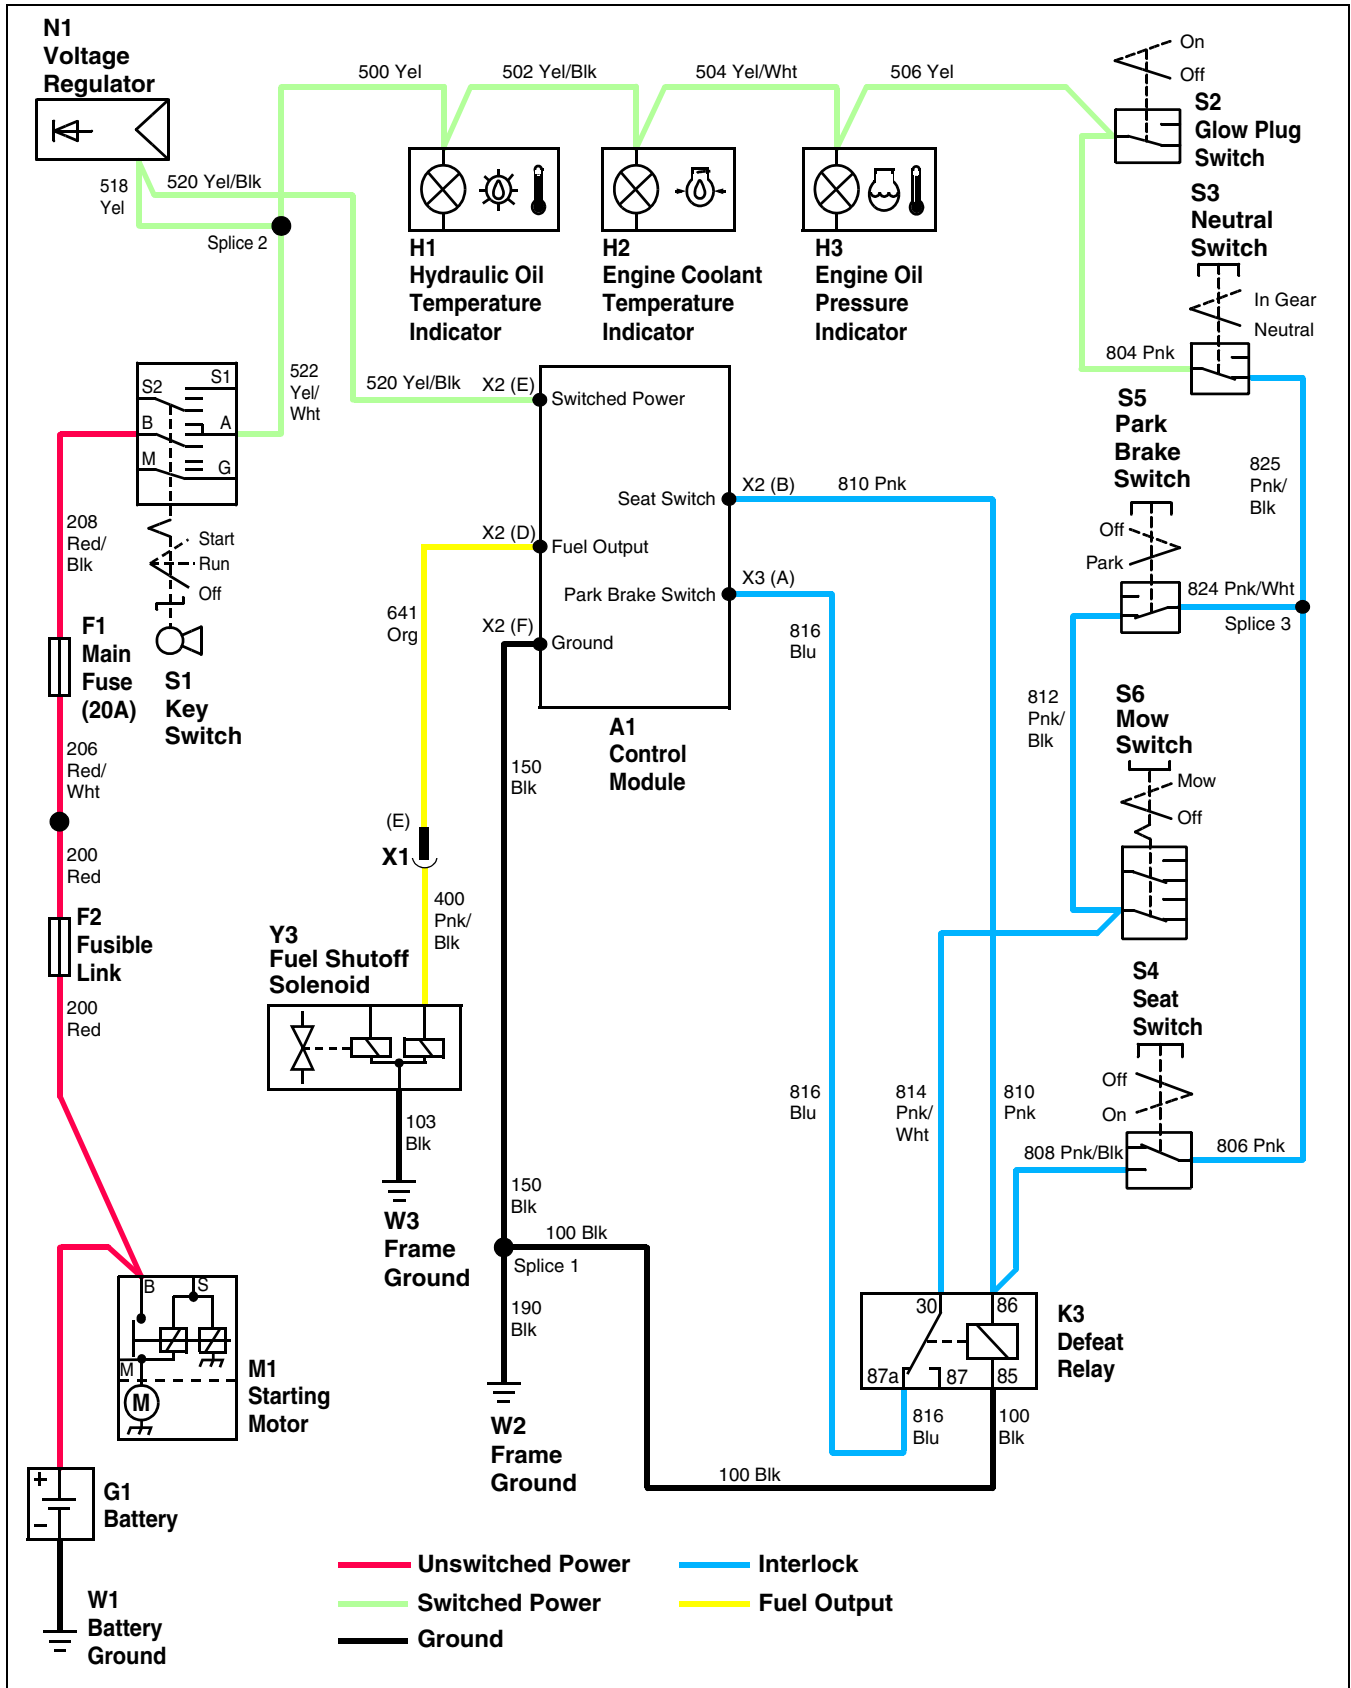 N1
Voltage
Regulator
500 Yel
502 Yel/Blk
504 Yel/Wht
506 Yel
On
Off
S2
Glow Plug
Switch
518
Yel
520 Yel/Blk
Splice 2
H1
Hydraulic Oil
Temperature
Indicator
H2
Engine Coolant
Temperature
Indicator
H3
Engine Oil
Pressure
Indicator
S3
Neutral
Switch
In Gear
Neutral
804 Pnk
S2
S1
B
A
M
G
522
Yel/
Wht
520 Yel/Blk
X2 (E)
Switched Power
Seat Switch
X2 (B)
810 Pnk
X2 (D)
Fuel Output
Park Brake Switch
X3 (A)
X2 (F)
Ground
A1
Control
Module
S5
Park
Brake
Switch
Off
Park
825
Pnk/
Blk
824 Pnk/Wht
Splice 3
208
Red/
Blk
Start
Run
Off
F1
Main
Fuse
(20A)
S1
Key
Switch
641
Org
816
Blu
812
Pnk/
Blk
S6
Mow
Switch
Mow
Off
206
Red/
Wht
150
Blk
(E)
X1
200
Red
F2
Fusible
Link
200
Red
400
Pnk/
Blk
Y3
Fuel Shutoff
Solenoid
S4
Seat
Switch
Off
On
103
Blk
W3
Frame
Ground
816
Blu
814
Pnk/
Wht
810
Pnk
808 Pnk/Blk
806 Pnk
150
Blk
100 Blk
Splice 1
190
Blk
W2
Frame
Ground
B
S
M
M
M1
Starting
Motor
30
86
87a
87
85
K3
Defeat
Relay
816
Blu
100
Blk
100 Blk
+
−
G1
Battery
W1
Battery
Ground
Unswitched Power
Interlock
Switched Power
Fuel Output
Ground